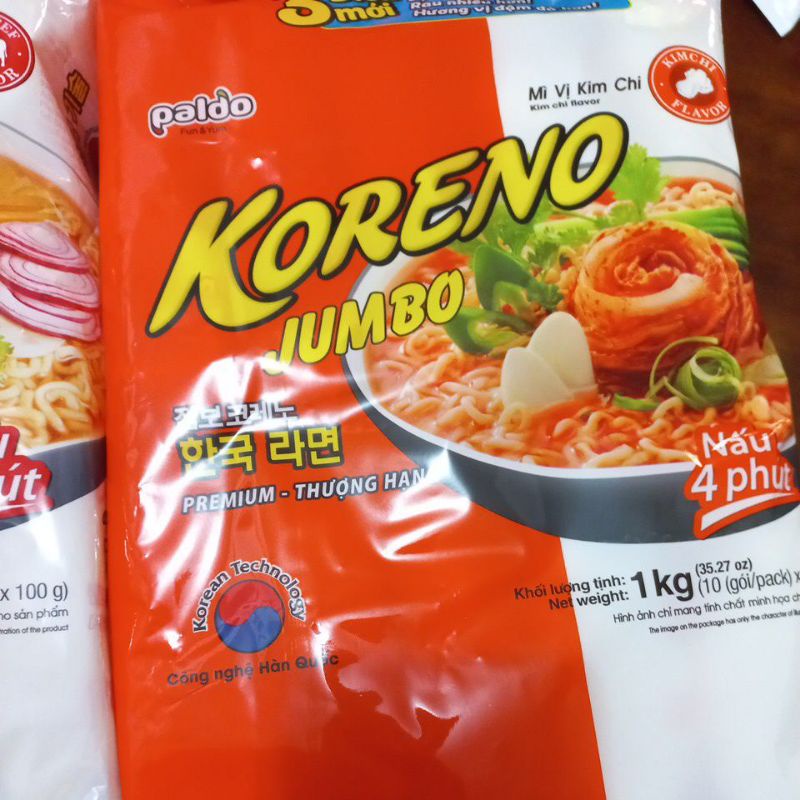 mới
Rau nhiều hơn!
Hương vị đậm đà hơn!
paldo
Fun & Yum
Mì Vị Kim Chi
Kim chi flavor
KIMCHI FLAVOR
KORENO
JUMBO
점보 코레노
한국 라면
PREMIUM - THƯỢNG HẠN
Nấu
4 phút
Korean Technology
Công nghệ Hàn Quốc
Khối lượng tịnh: 1kg (35.27 oz)
Net weight: (10 (gói/pack) x
Hình ảnh chỉ mang tính chất minh họa ch
The image on the package has only the character of
út
x 100 g)
ho sản phẩm
tration of the product